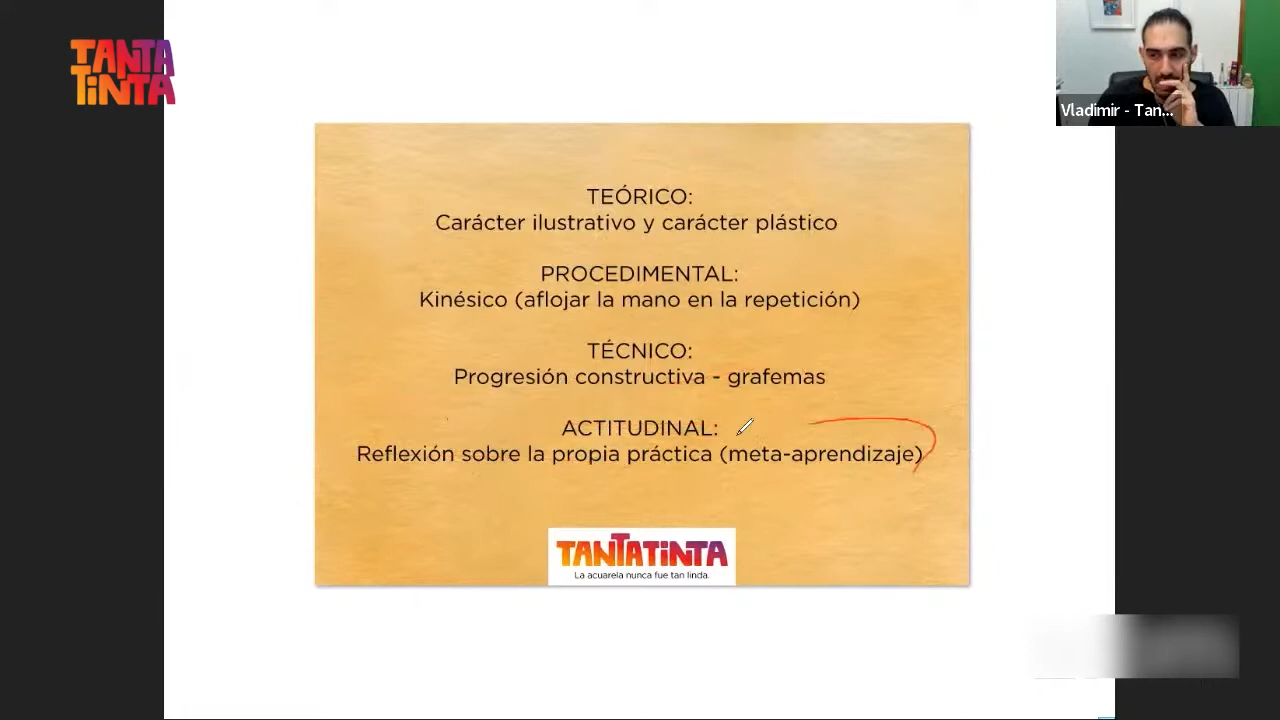 TANTA
TiNTA
Vladimir - Tan...
TEÓRICO:
Carácter ilustrativo y carácter plástico
PROCEDIMENTAL:
Kinésico (aflojar la mano en la repetición)
TÉCNICO:
Progresión constructiva - grafemas
ACTITUDINAL:
Reflexión sobre la propia práctica (meta-aprendizaje)
TANTATiNTA
La acuarela nunca fue tan linda.